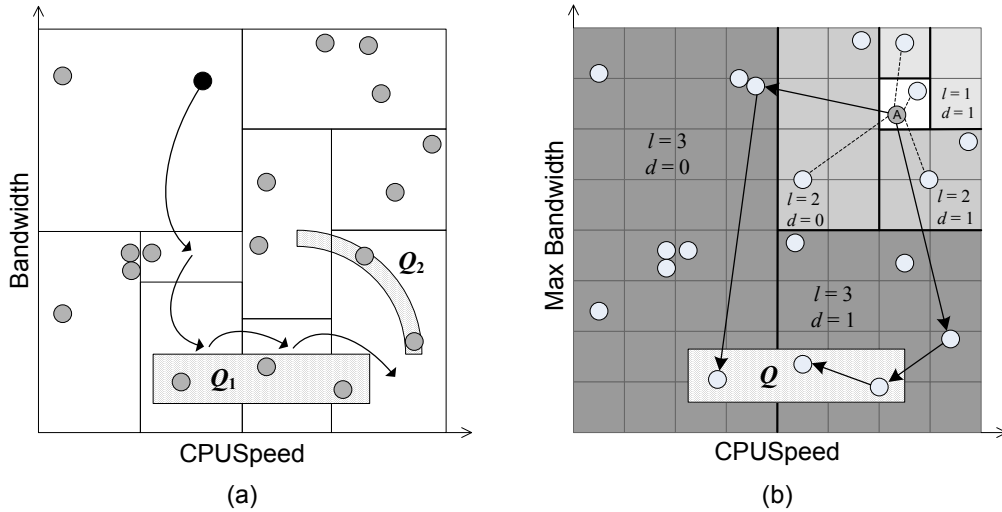 Bandwidth
Q2
Q1
CPUSpeed
(a)
Max Bandwidth
A
l = 1
d = 1
l = 3
d = 0
l = 2
d = 0
l = 2
d = 1
l = 3
d = 1
Q
CPUSpeed
(b)